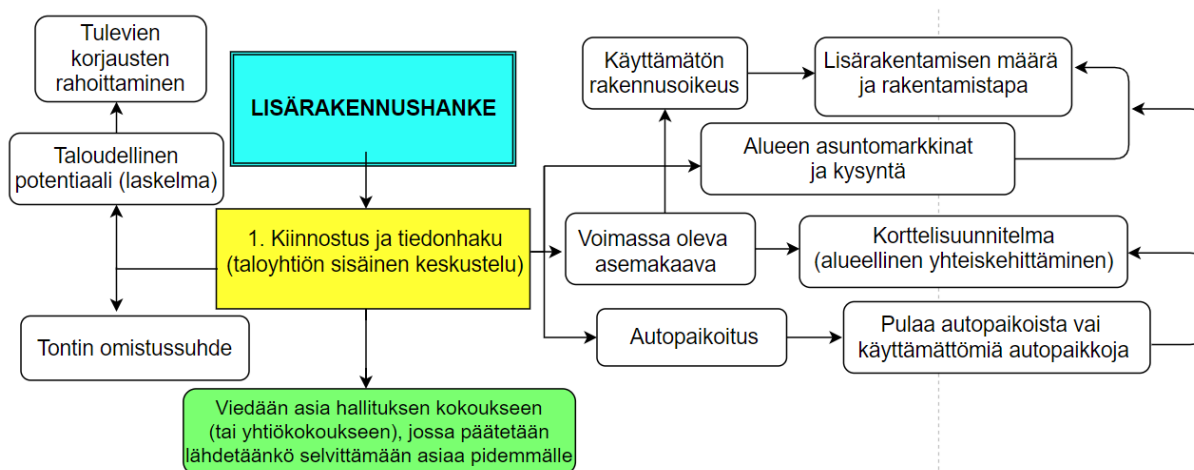 Tulevien
korjausten
rahoittaminen
Taloudellinen
potentiaali (laskelma)
Tontin omistussuhde
LISÄRAKENNUSHANKE
1. Kiinnostus ja tiedonhaku
(taloyhtiön sisäinen keskustelu)
Viedään asia hallituksen kokoukseen
(tai yhtiökokoukseen), jossa päätetään
lähdetäänkö selvittämään asiaa pidemmälle
Käyttämätön
rakennusoikeus
Lisärakentamisen määrä
ja rakentamistapa
Alueen asuntomarkkinat
ja kysyntä
Voimassa oleva
asemakaava
Korttelisuunnitelma
(alueellinen yhteiskehittäminen)
Autopaikoitus
Pulaa autopaikoista vai
käyttämättömiä autopaikkoja